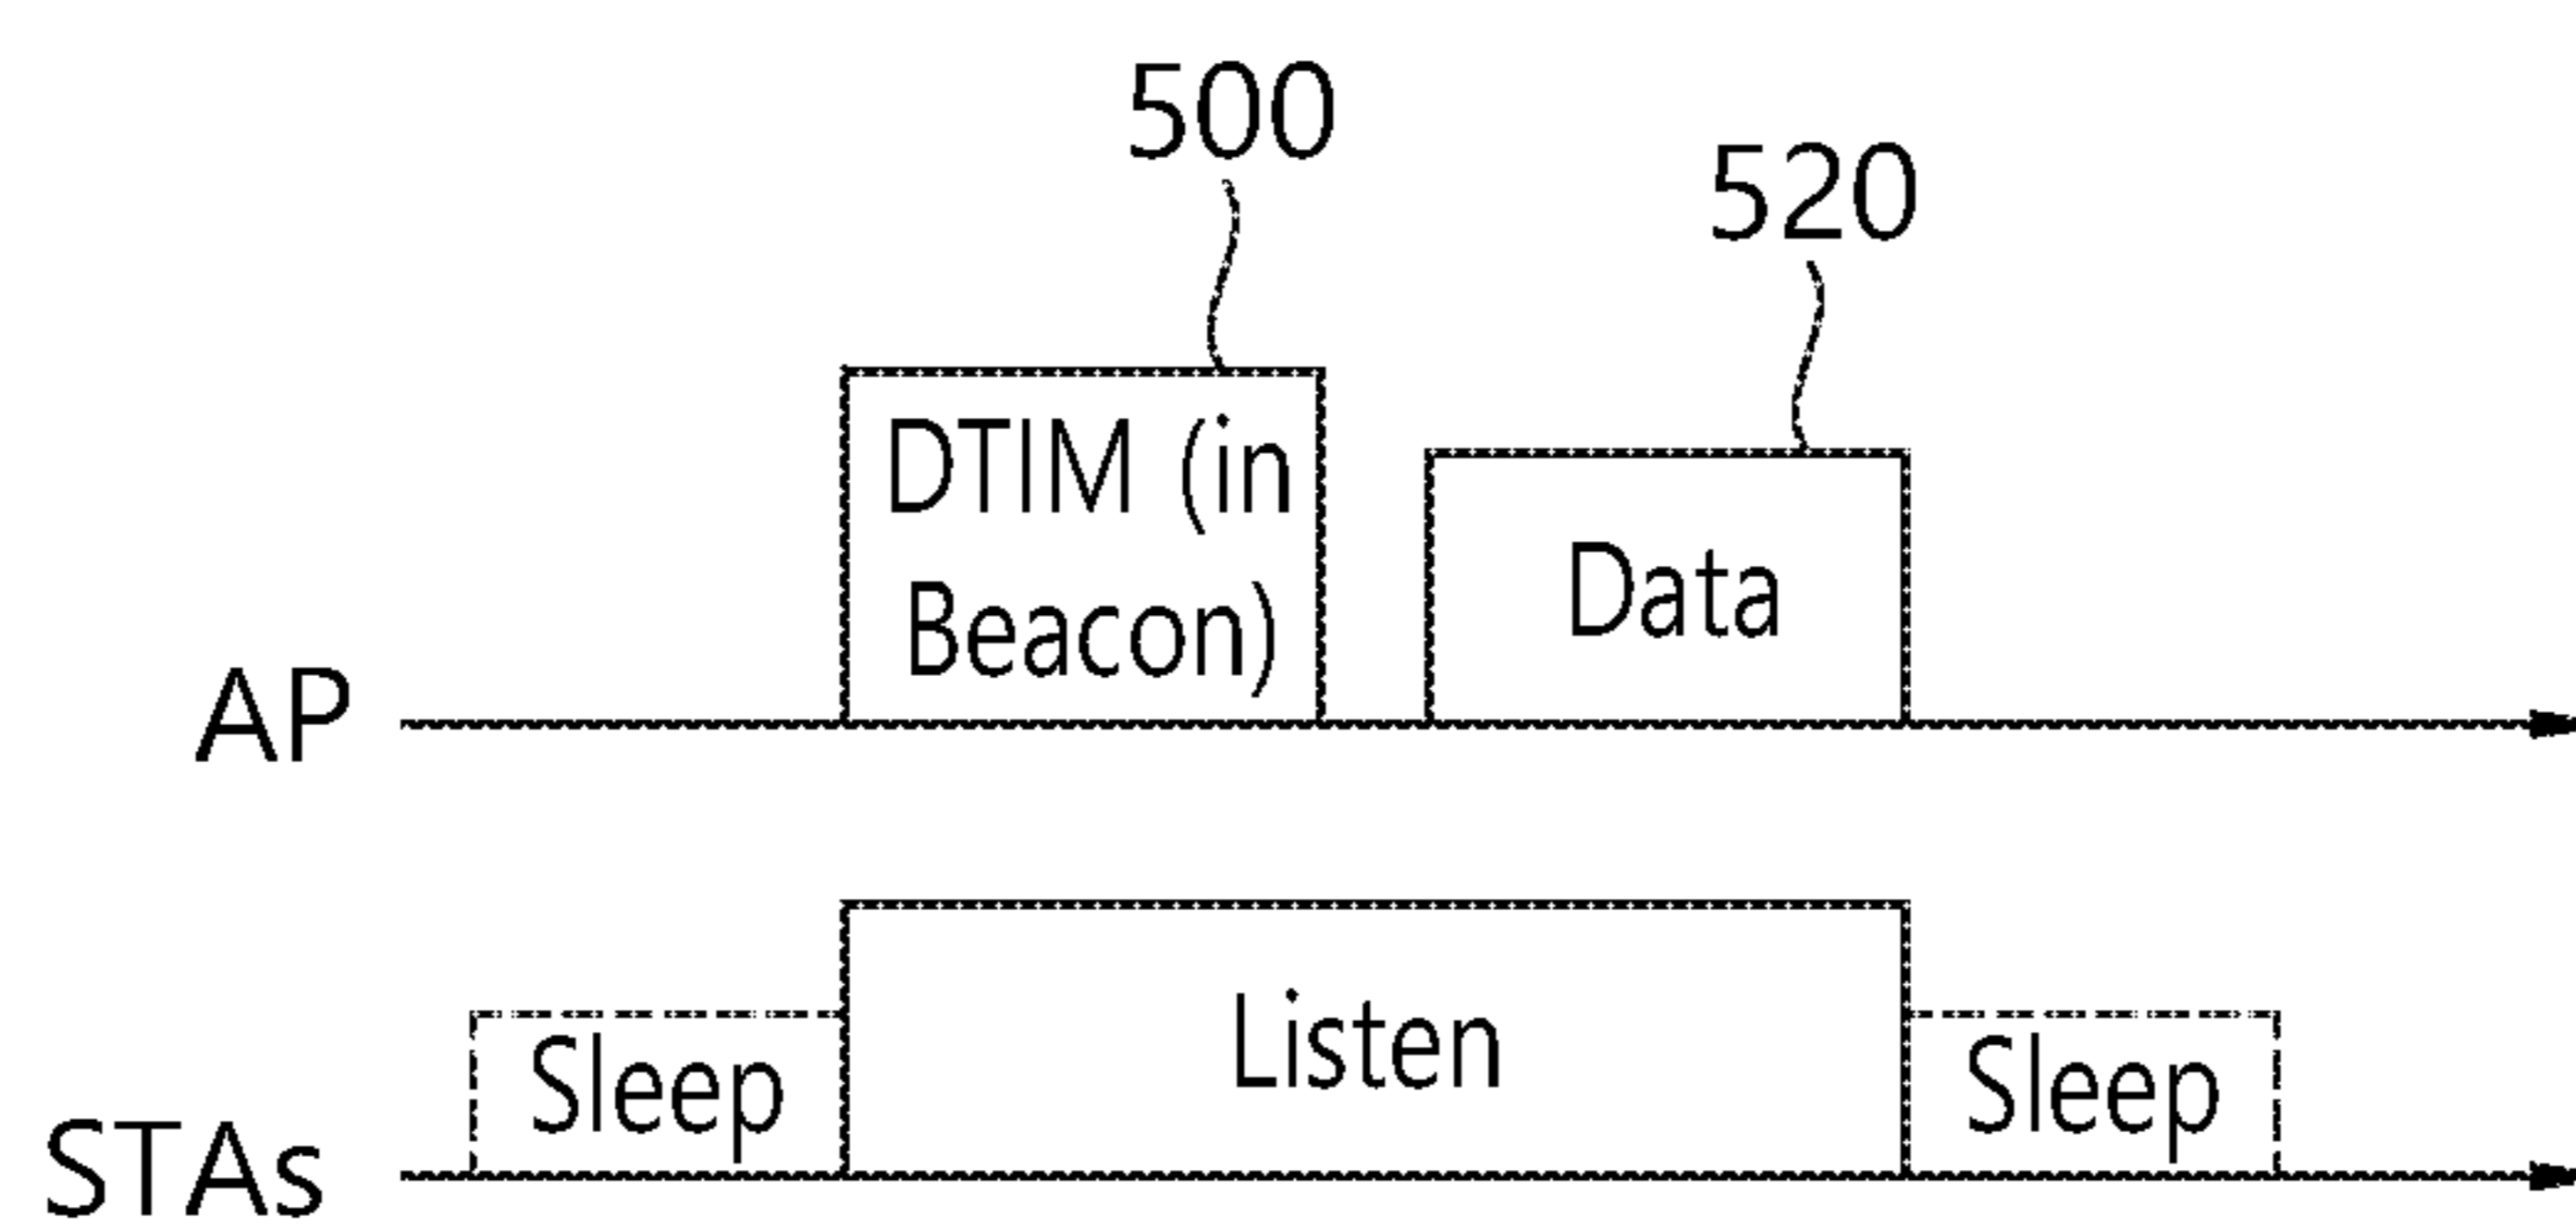 500
520
DTIM (in
Beacon)
Data
AP
Listen
Sleep
Sleep
STAs